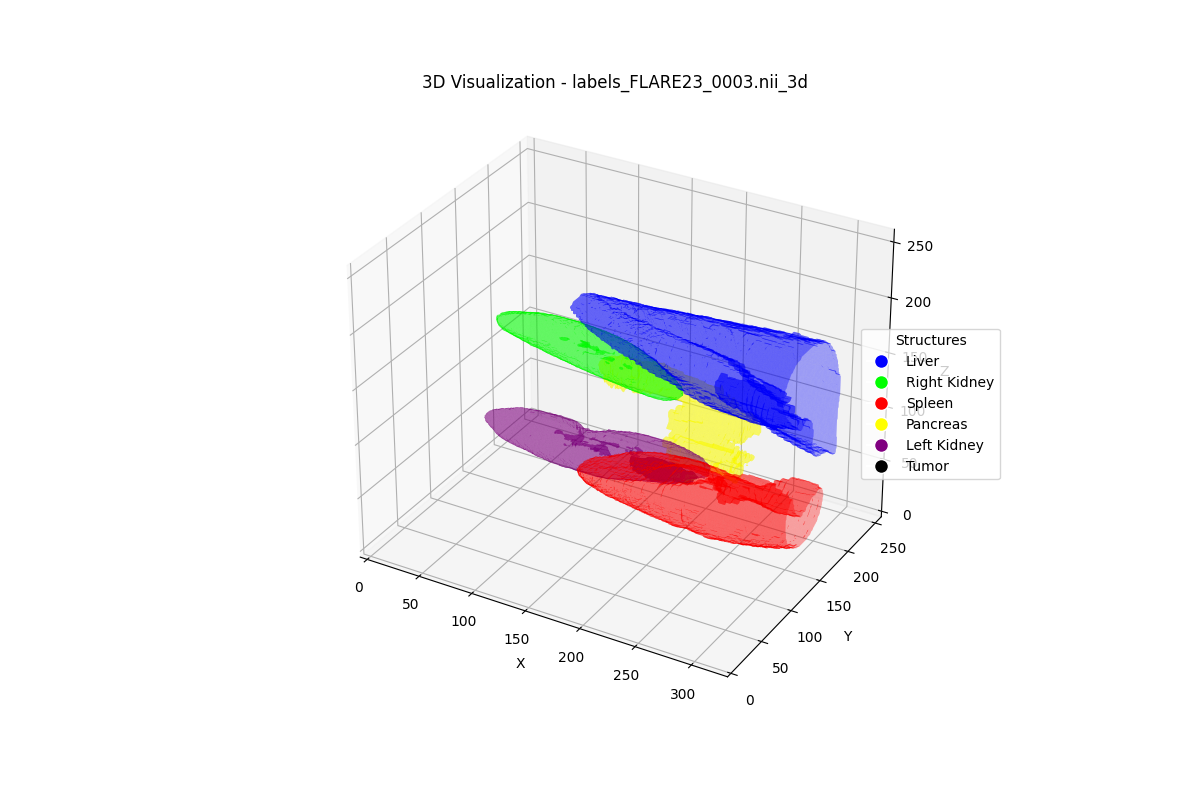 3D Visualization - labels_FLARE23_0003.nii_3d
250
200
150
Z
100
50
0
Structures
Liver
Right Kidney
Spleen
Pancreas
Left Kidney
Tumor
0
50
100
150
200
250
300
X
0
50
100
150
200
250
Y